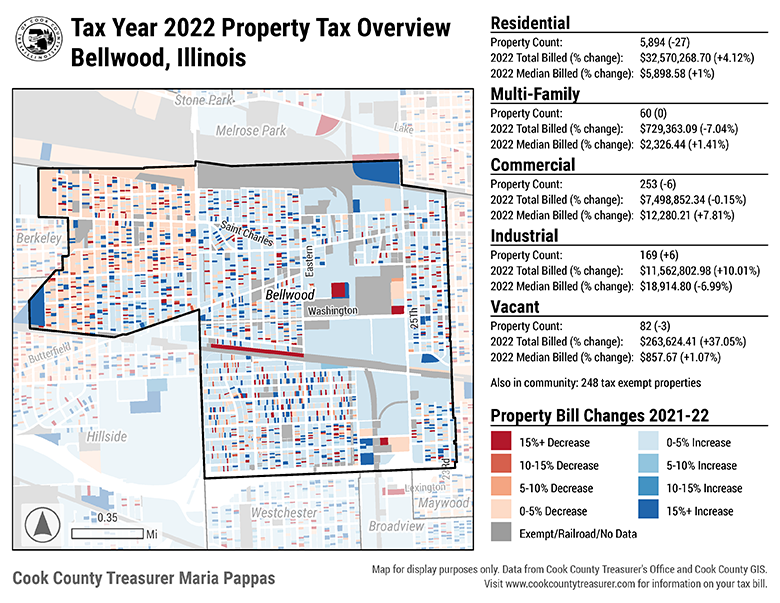 Tax Year 2022 Property Tax Overview
Bellwood, Illinois
Stone Park
Melrose Park
Lake
Berkeley
Saint Charles
Eastern
Bellwood
Washington
25Th
Butterfield
Hillside
23Rd
Lexington
Maywood
Westchester
Broadview
0.35
Mi
Residential
Property Count: 5,894 (-27)
2022 Total Billed (% change): $32,570,268.70 (+4.12%)
2022 Median Billed (% change): $5,898.58 (+1%)
Multi-Family
Property Count: 60 (0)
2022 Total Billed (% change): $729,363.09 (-7.04%)
2022 Median Billed (% change): $2,326.44 (+1.41%)
Commercial
Property Count: 253 (-6)
2022 Total Billed (% change): $7,498,852.34 (-0.15%)
2022 Median Billed (% change): $12,280.21 (+7.81%)
Industrial
Property Count: 169 (+6)
2022 Total Billed (% change): $11,562,802.98 (+10.01%)
2022 Median Billed (% change): $18,914.80 (-6.99%)
Vacant
Property Count: 82 (-3)
2022 Total Billed (% change): $263,624.41 (+37.05%)
2022 Median Billed (% change): $857.67 (+1.07%)
Also in community: 248 tax exempt properties
Property Bill Changes 2021-22
15%+ Decrease
10-15% Decrease
5-10% Decrease
0-5% Decrease
Exempt/Railroad/No Data
0-5% Increase
5-10% Increase
10-15% Increase
15%+ Increase
Cook County Treasurer Maria Pappas
Map for display purposes only. Data from Cook County Treasurer's Office and Cook County GIS.
Visit www.cookcountytreasurer.com for information on your tax bill.